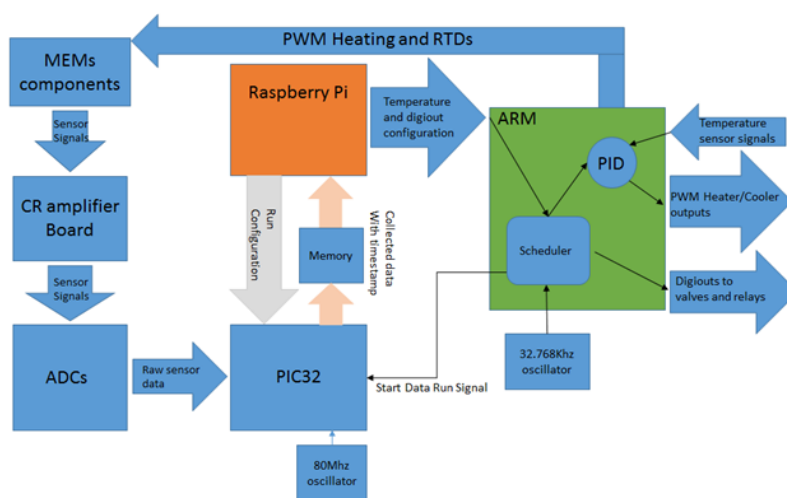 PWM Heating and RTDs
MEMs
components
Raspberry Pi
Temperature
and digiout
configuration
ARM
Temperature
sensor signals
Sensor
Signals
PID
PWM Heater/Cooler
outputs
CR amplifier
Board
Run
Configuration
Collected data
With timestamp
Memory
Scheduler
Digiouts to
valves and relays
Sensor
Signals
ADCs
Raw sensor
data
PIC32
Start Data Run Signal
32.768Khz
oscillator
80Mhz
oscillator